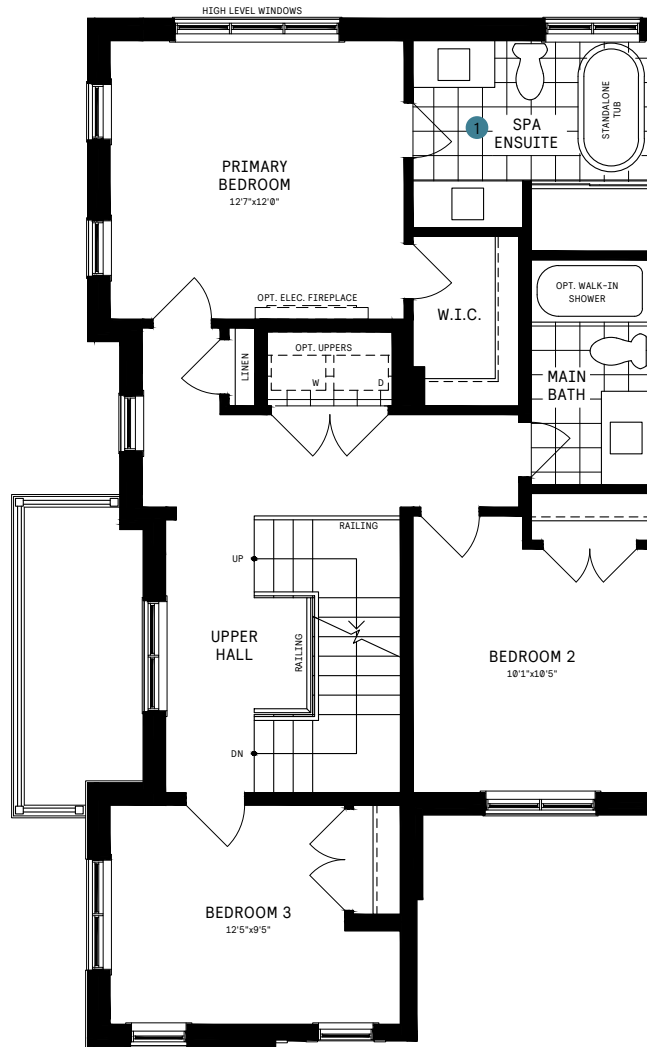 HIGH LEVEL WINDOWS
STANDALONE
TUB
1
SPA
ENSUITE
PRIMARY
BEDROOM
12'7"x12'0"
OPT. ELEC. FIREPLACE
W.I.C.
OPT. WALK-IN
SHOWER
OPT. UPPERS
LINEN
W
D
MAIN
BATH
RAILING
UP
UPPER
HALL
RAILING
BEDROOM 2
10'1"x10'5"
DN
BEDROOM 3
12'5"x9'5"